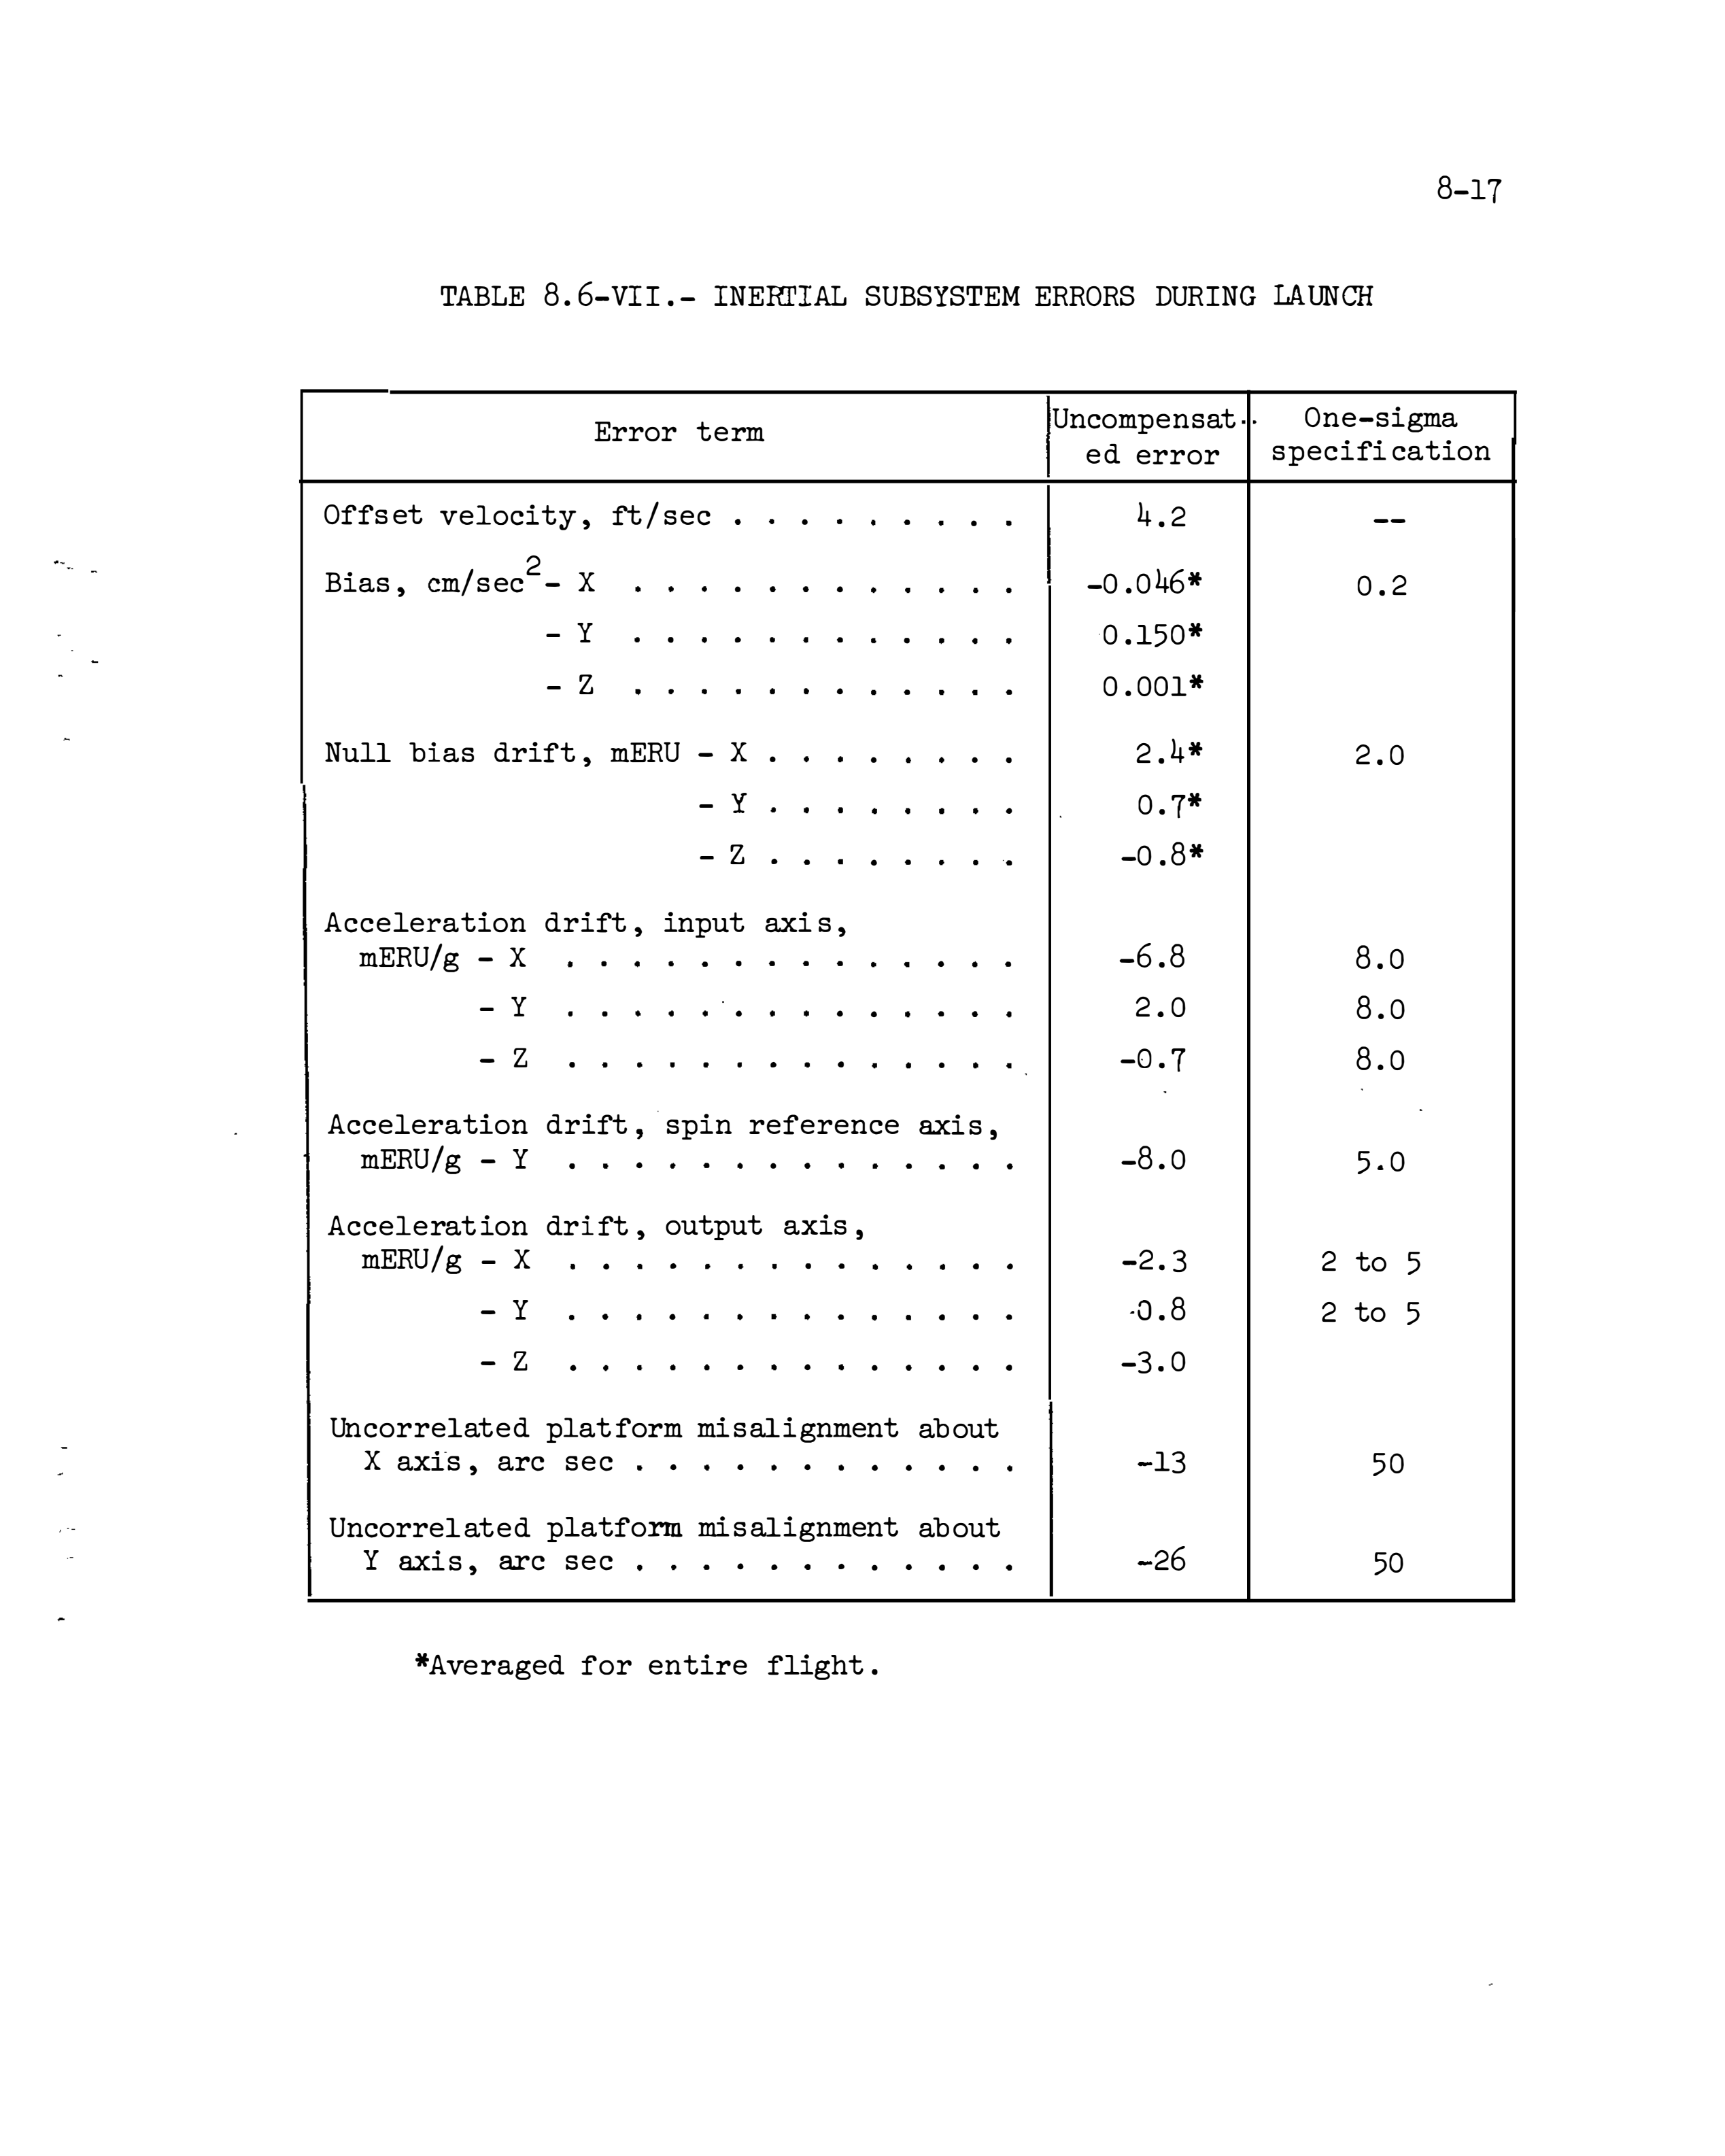 8-17
TABLE 8.6-VII.- INERTIAL SUBSYSTEM ERRORS DURING LAUNCH
Error term
Uncompensat-
ed error
One-sigma
specification
Offset velocity, ft/sec . . . . . . . . . 4.2 --
Bias, cm/sec² - X . . . . . . . . . . . . -0.046* 0.2
- Y . . . . . . . . . . . . 0.150*
- Z . . . . . . . . . . . . 0.001*
Null bias drift, mERU - X . . . . . . . . 2.4* 2.0
- Y . . . . . . . . 0.7*
- Z . . . . . . . . -0.8*
Acceleration drift, input axis,
mERU/g - X . . . . . . . . . . . . . . -6.8 8.0
- Y . . . . . . . . . . . . . . 2.0 8.0
- Z . . . . . . . . . . . . . . -0.7 8.0
Acceleration drift, spin reference axis,
mERU/g - Y . . . . . . . . . . . . . . -8.0 5.0
Acceleration drift, output axis,
mERU/g - X . . . . . . . . . . . . . . -2.3 2 to 5
- Y . . . . . . . . . . . . . . 0.8 2 to 5
- Z . . . . . . . . . . . . . . -3.0
Uncorrelated platform misalignment about
X axis, arc sec . . . . . . . . . . . . -13 50
Uncorrelated platform misalignment about
Y axis, arc sec . . . . . . . . . . . . -26 50
*Averaged for entire flight.